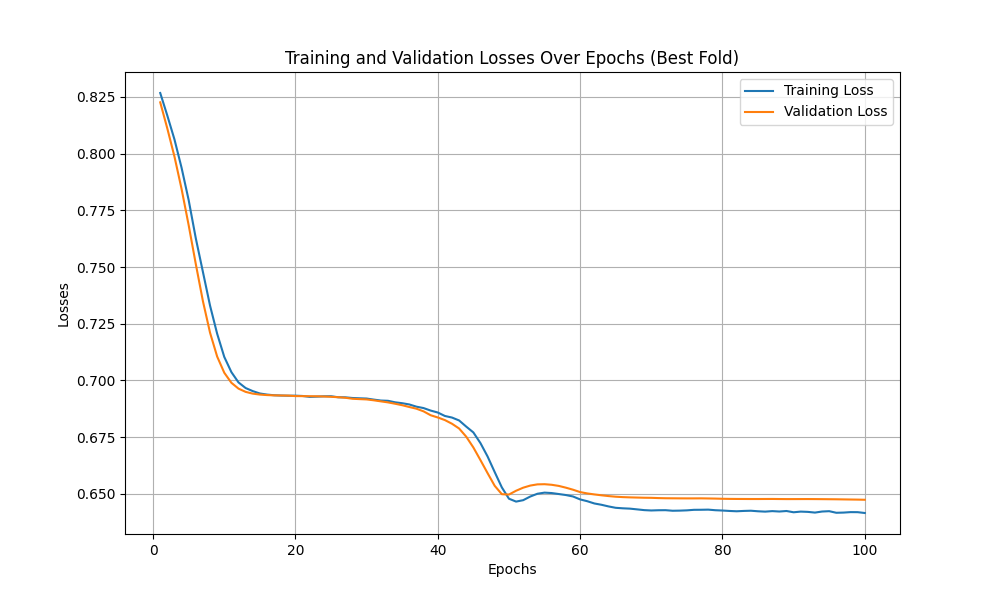 Training and Validation Losses Over Epochs (Best Fold)
Training Loss
Validation Loss
0.825
0.800
0.775
0.750
0.725
0.700
0.675
0.650
Losses
0
20
40
60
80
100
Epochs